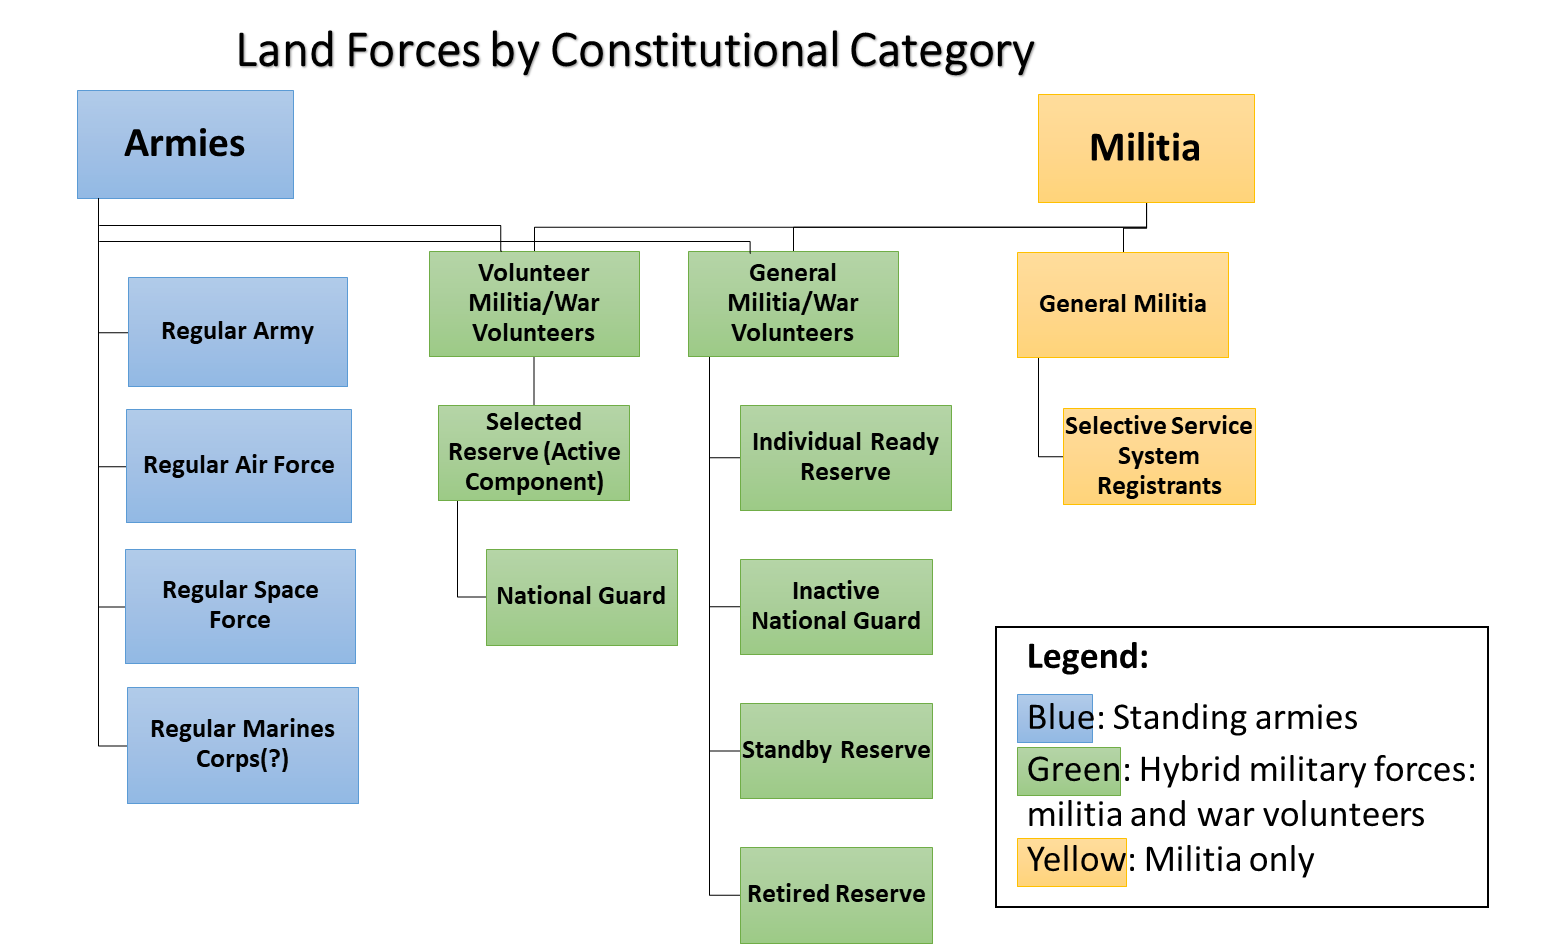 Land Forces by Constitutional Category
Armies
Militia
Regular Army
Regular Air Force
Regular Space
Force
Regular Marines
Corps(?)
Volunteer
Militia/War
Volunteers
Selected
Reserve (Active
Component)
National Guard
General
Militia/War
Volunteers
Individual Ready
Reserve
Inactive
National Guard
Standby Reserve
Retired Reserve
General Militia
Selective Service
System
Registrants
Legend:
Blue: Standing armies
Green: Hybrid military forces:
militia and war volunteers
Yellow: Militia only